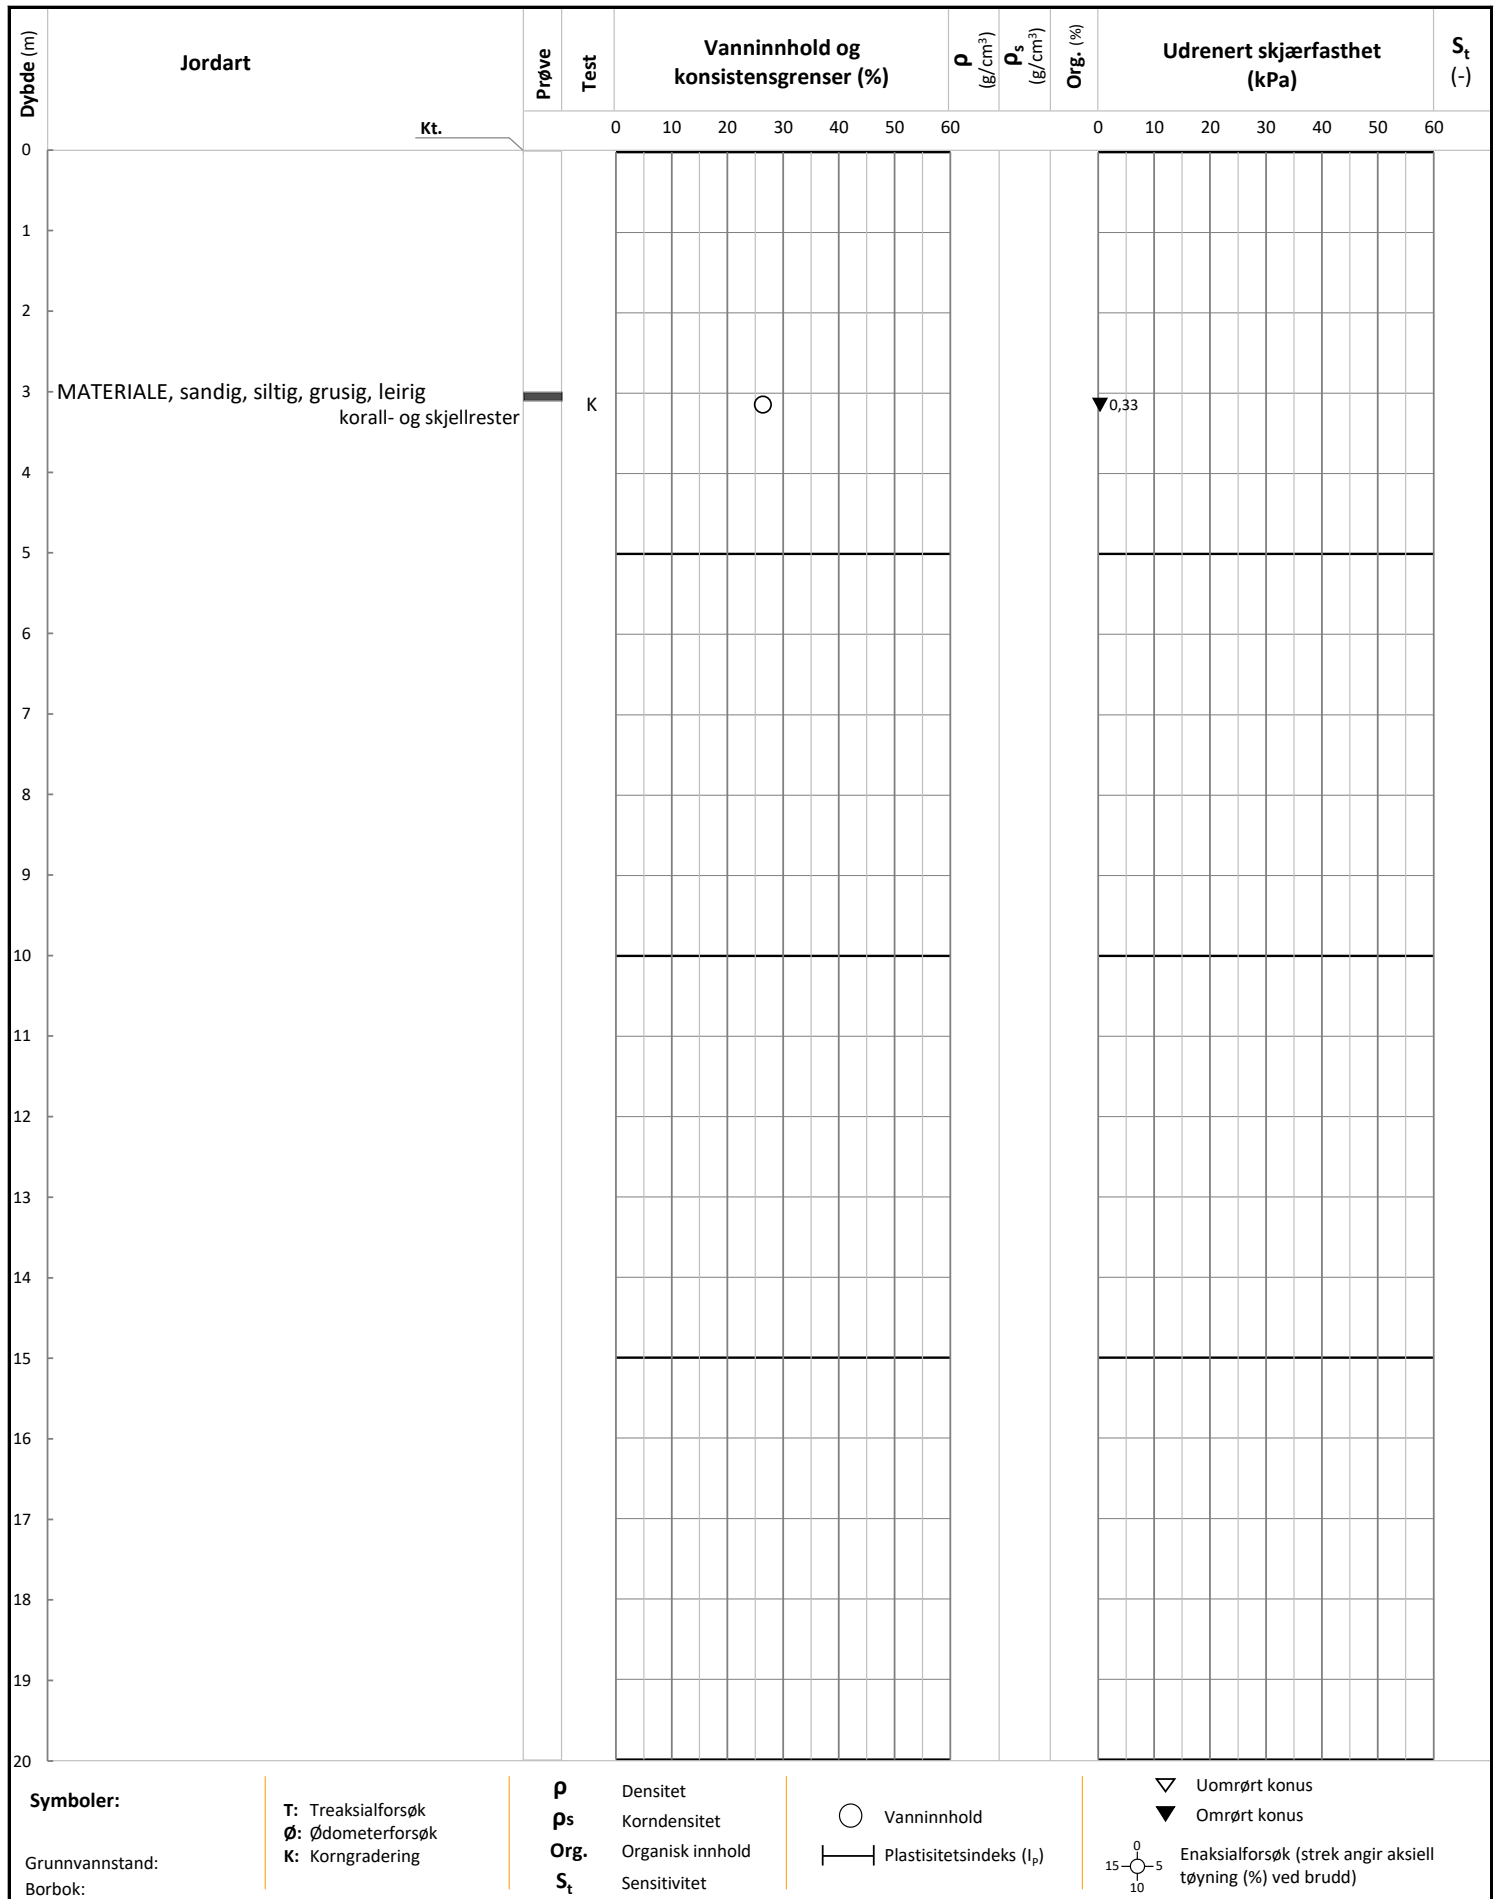 Dybde (m)
Jordart
Prøve
Test
Vanninnhold og
konsistensgrenser (%)
ρ
(g/cm³)
ρs
(g/cm³)
Org. (%)
Udrenert skjærfasthet
(kPa)
St
(-)
Kt.
0 10 20 30 40 50 60
0 10 20 30 40 50 60
0
1
2
3 MATERIALE, sandig, siltig, grusig, leirig
korall- og skjellrester
K
0,33
4
5
6
7
8
9
10
11
12
13
14
15
16
17
18
19
20
Symboler:
Grunnvannstand:
Borbok:
T: Treaksialforsøk
Ø: Ødometerforsøk
K: Korngradering
ρ Densitet
ρs Korndensitet
Org. Organisk innhold
St Sensitivitet
Vanninnhold
Plastisitetsindeks (IP)
Uomrørt konus
Omrørt konus
0
15 5
10
Enaksialforsøk (strek angir aksiell
tøyning (%) ved brudd)